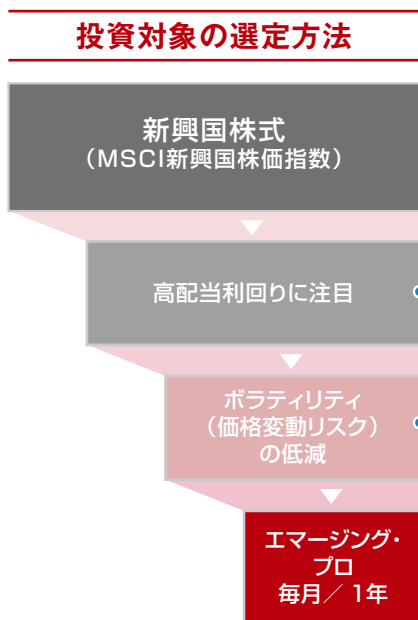 投資対象の選定方法
新興国株式
（MSCI新興国株価指数）
高配当利回りに注目
ボラティリティ
（価格変動リスク）
の低減
エマージング・
プロ
毎月／1年